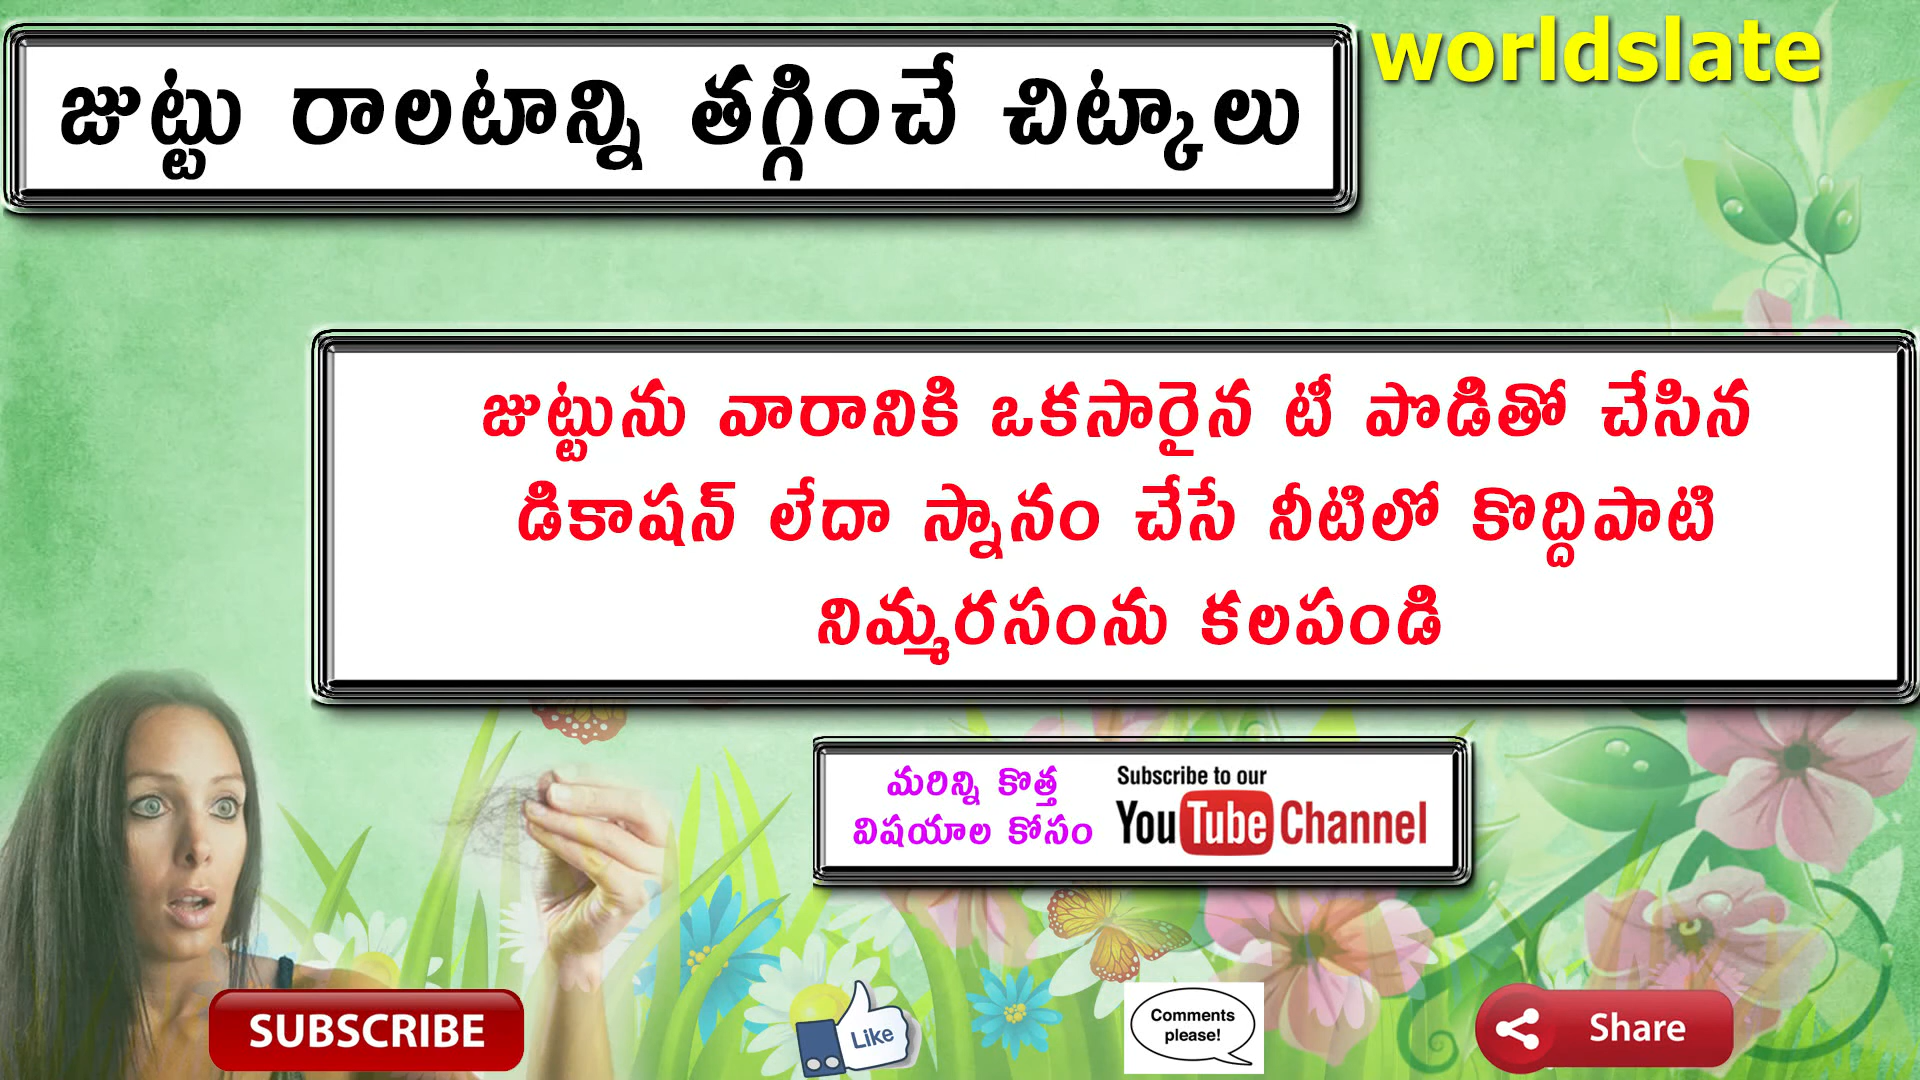 worldslate
జుట్టు రాలటాన్ని తగ్గించే చిట్కాలు
జుట్టును వారానికి ఒకసారైన టీ పొడితో చేసిన
డికాషన్ లేదా స్నానం చేసే నీటిలో కొద్దిపాటి
నిమ్మరసంను కలపండి
మరిన్ని కొత్త
విషయాల కోసం
Subscribe to our
YouTube Channel
SUBSCRIBE
Like
Comments
please!
Share